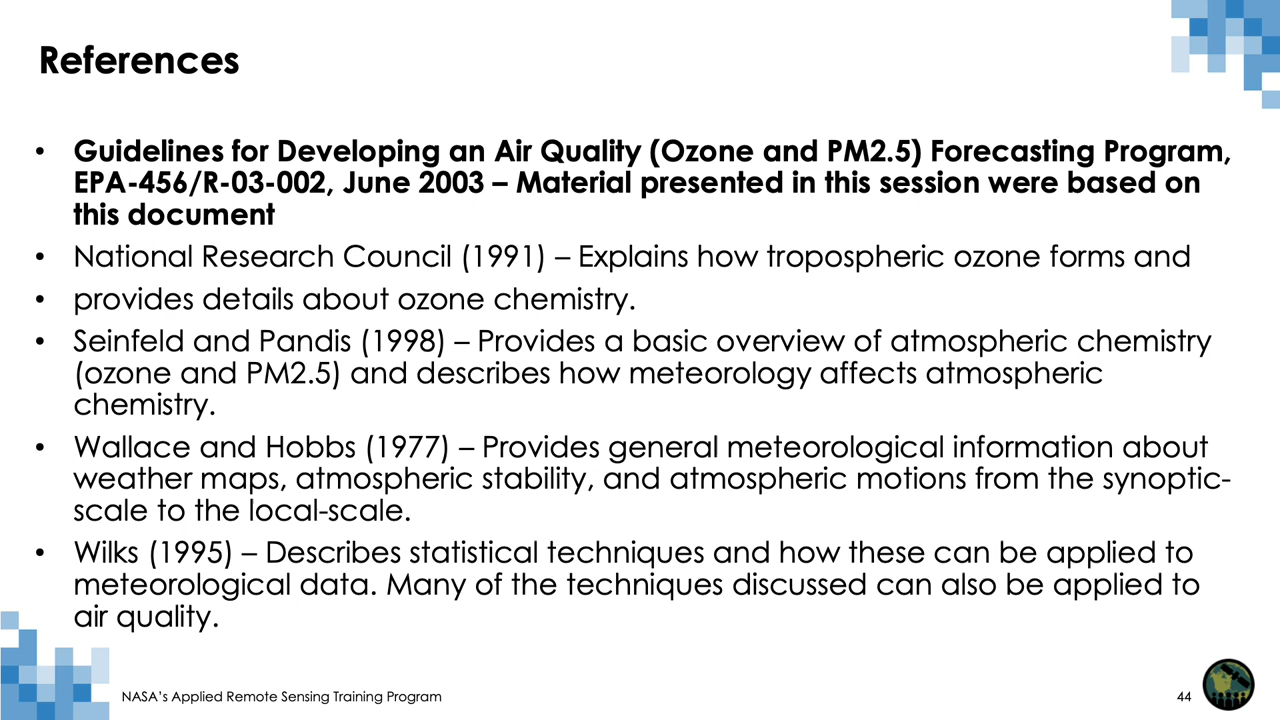 References
• Guidelines for Developing an Air Quality (Ozone and PM2.5) Forecasting Program,
EPA-456/R-03-002, June 2003 – Material presented in this session were based on
this document
• National Research Council (1991) – Explains how tropospheric ozone forms and
• provides details about ozone chemistry.
• Seinfeld and Pandis (1998) – Provides a basic overview of atmospheric chemistry
(ozone and PM2.5) and describes how meteorology affects atmospheric
chemistry.
• Wallace and Hobbs (1977) – Provides general meteorological information about
weather maps, atmospheric stability, and atmospheric motions from the synoptic-
scale to the local-scale.
• Wilks (1995) – Describes statistical techniques and how these can be applied to
meteorological data. Many of the techniques discussed can also be applied to
air quality.
NASA's Applied Remote Sensing Training Program
44